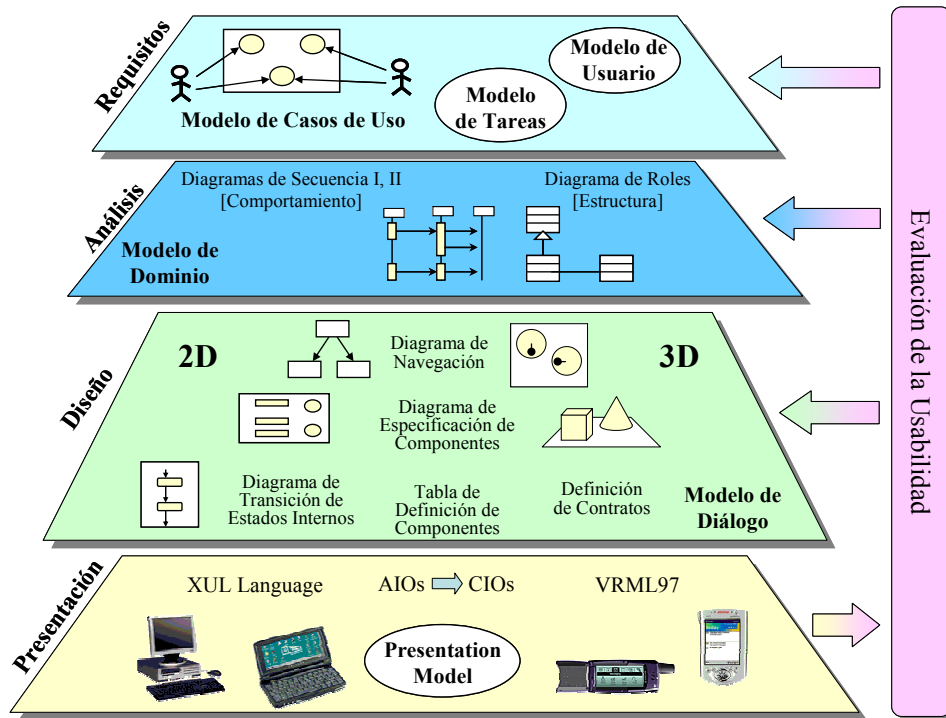 Requisitos
Modelo de Casos de Uso
Modelo
de Tareas
Modelo de
Usuario
Análisis
Diagramas de Secuencia I, II
[Comportamiento]
Diagrama de Roles
[Estructura]
Modelo de
Dominio
Diseño
2D
Diagrama de
Navegación
3D
Diagrama de
Especificación de
Componentes
Diagrama de
Transición de
Estados Internos
Tabla de
Definición de
Componentes
Definición
de Contratos
Modelo de
Diálogo
Presentación
XUL Language
AIOs
CIOs
VRML97
Presentation
Model
Evaluación de la Usabilidad